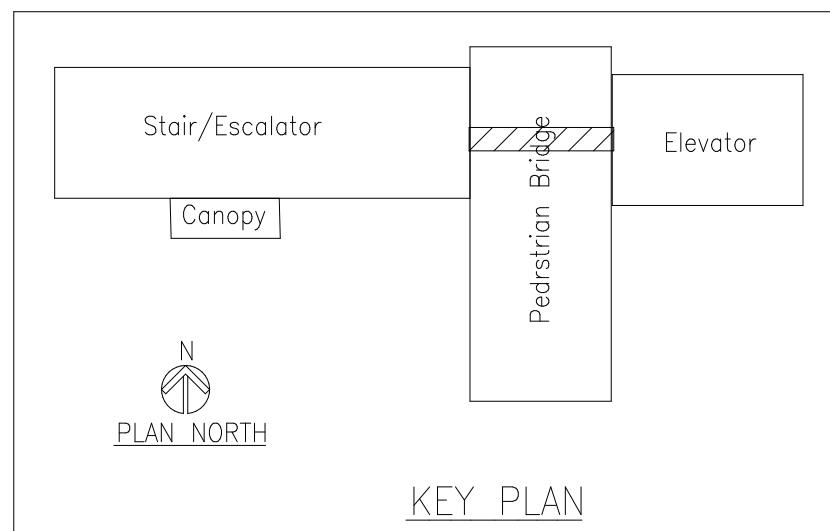 Stair/Escalator
Pedrstrian Bridge
Elevator
Canopy
N
PLAN NORTH
KEY PLAN